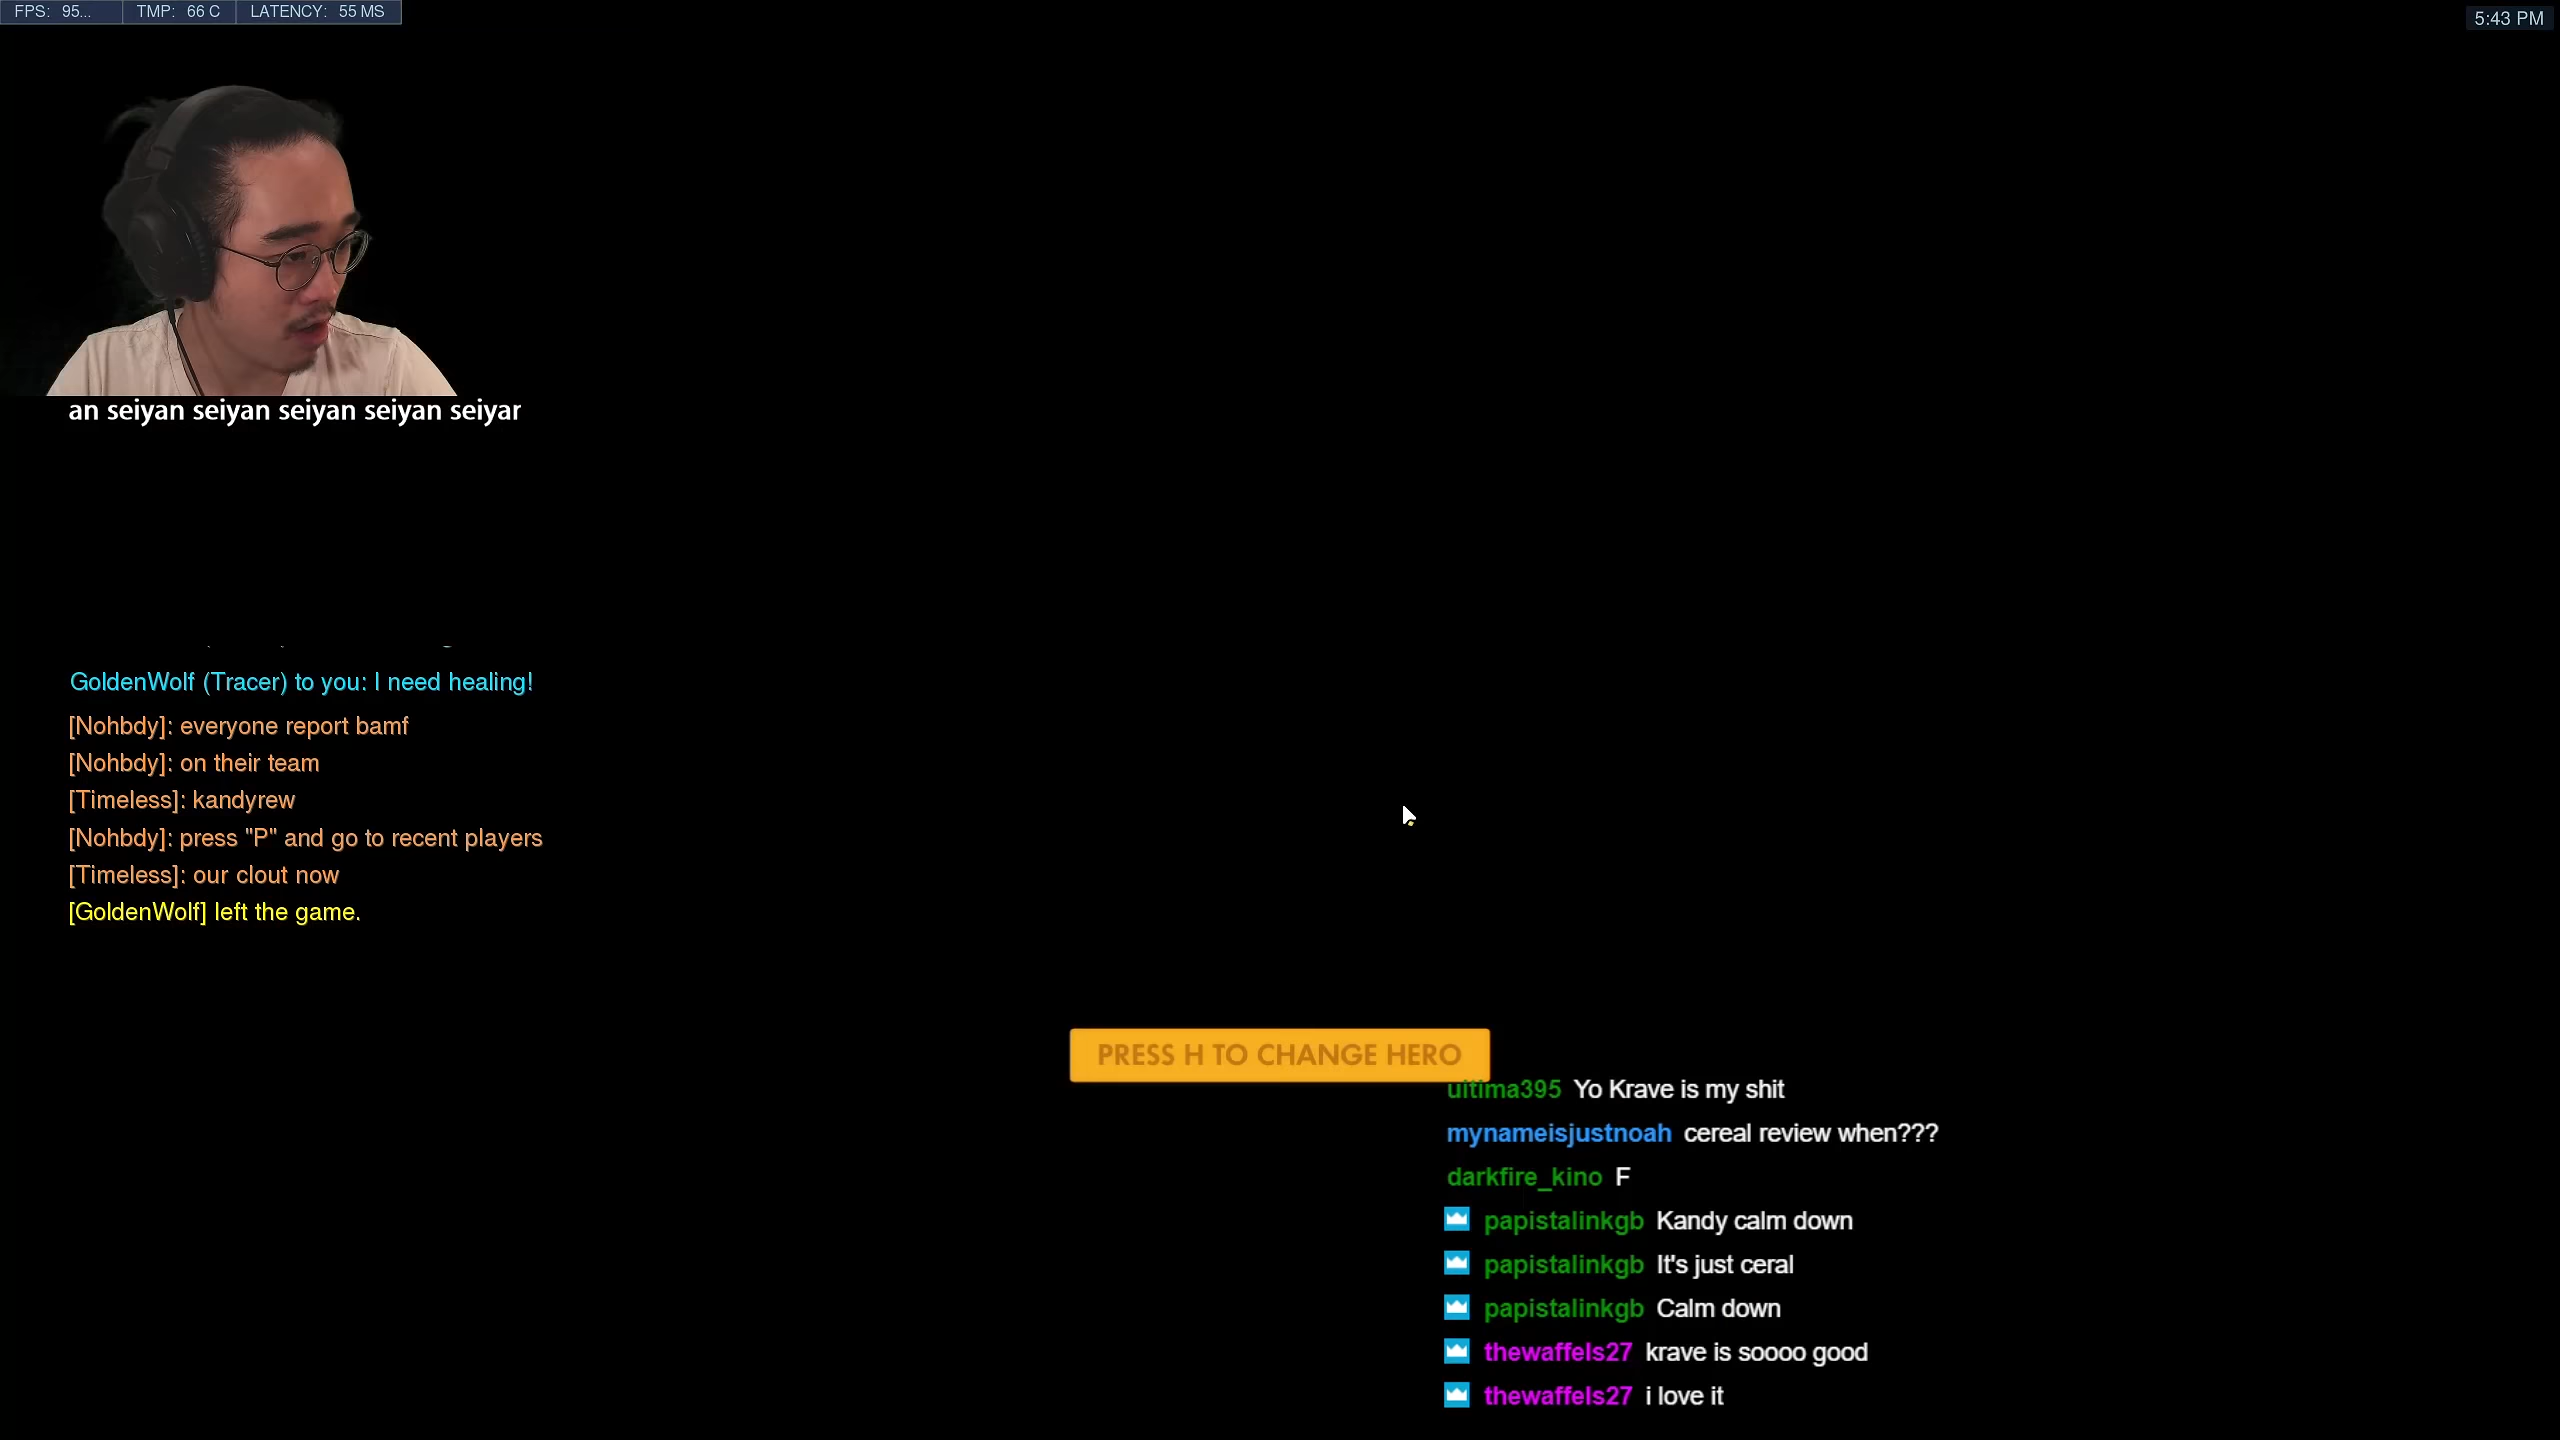 FPS: 95... TMP: 66 C LATENCY: 55 MS
5:43 PM
an seiyan seiyan seiyan seiyan seiyar
GoldenWolf (Tracer) to you: I need healing!
[Nohbdy]: everyone report bamf
[Nohbdy]: on their team
[Timeless]: kandyrew
[Nohbdy]: press "P" and go to recent players
[Timeless]: our clout now
[GoldenWolf] left the game.
PRESS H TO CHANGE HERO
ultima395 Yo Krave is my shit
mynameisjustnoah cereal review when???
darkfire_kino F
papistalinkgb Kandy calm down
papistalinkgb It's just ceral
papistalinkgb Calm down
thewaffels27 krave is soooo good
thewaffels27 i love it